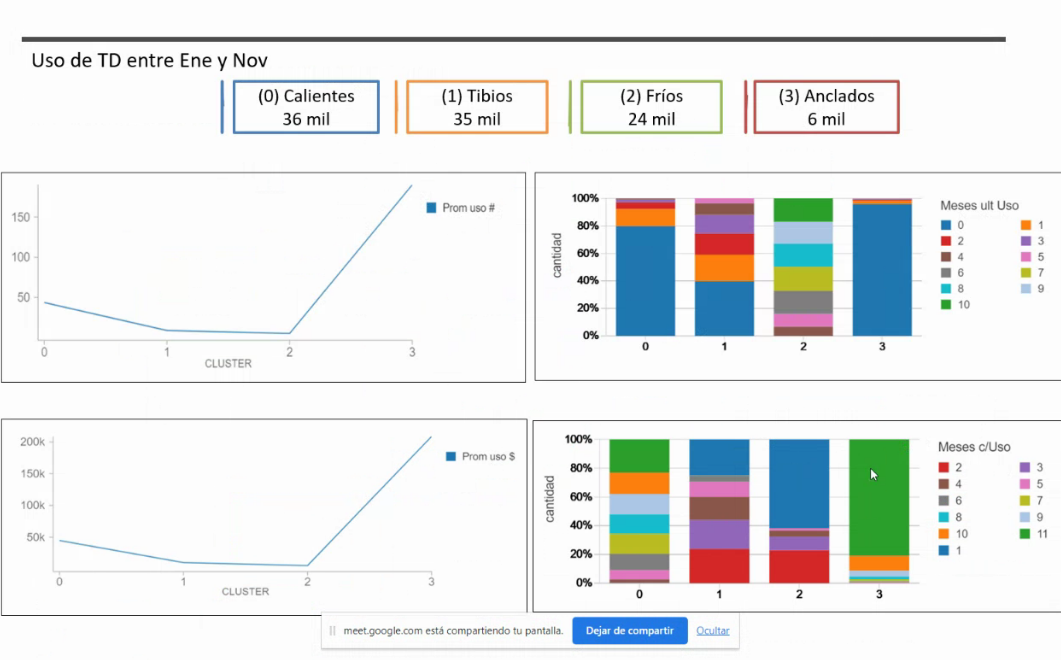 Uso de TD entre Ene y Nov
(0) Calientes
36 mil
(1) Tibios
35 mil
(2) Fríos
24 mil
(3) Anclados
6 mil
150
100
50
0 1 2 3
CLUSTER
Prom uso #
100%
80%
60%
40%
20%
0%
cantidad
0 1 2 3
Meses ult Uso
0 1
2 3
4 5
6 7
8 9
10
200k
150k
100k
50k
0 1 2 3
CLUSTER
Prom uso $
100%
80%
60%
40%
20%
0%
cantidad
0 1 2 3
Meses c/Uso
2 3
4 5
6 7
8 9
10 11
1
meet.google.com está compartiendo tu pantalla. Dejar de compartir Ocultar